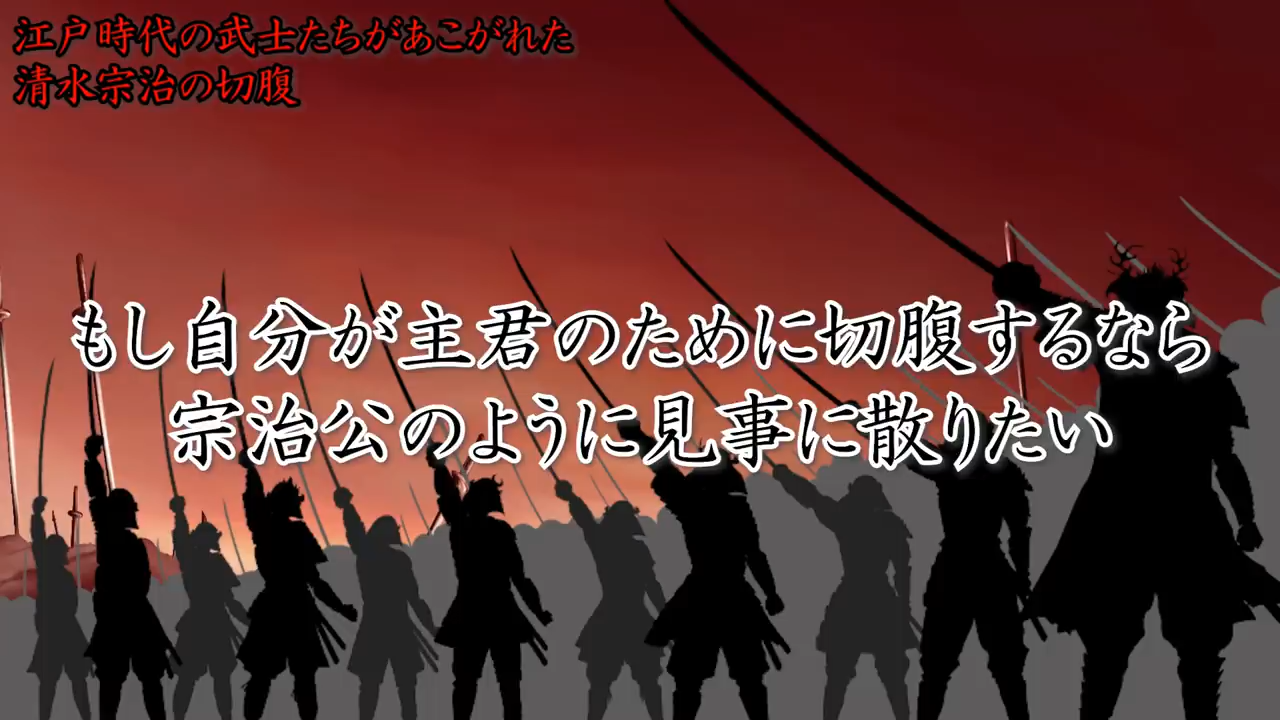 江戸時代の武士たちがあこがれた
清水宗治の切腹
もし自分が主君のために切腹するなら
宗治公のように見事に散りたい